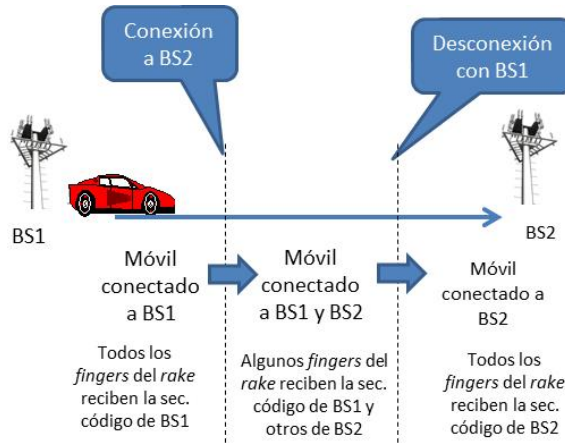 Conexión
a BS2
Desconexión
con BS1
BS1
BS2
Móvil
conectado
a BS1
Móvil
conectado
a BS1 y BS2
Móvil
conectado a
BS2
Todos los
fingers del rake
reciben la sec.
código de BS1
Algunos fingers del
rake reciben la sec.
código de BS1 y
otros de BS2
Todos los
fingers del rake
reciben la sec.
código de BS2